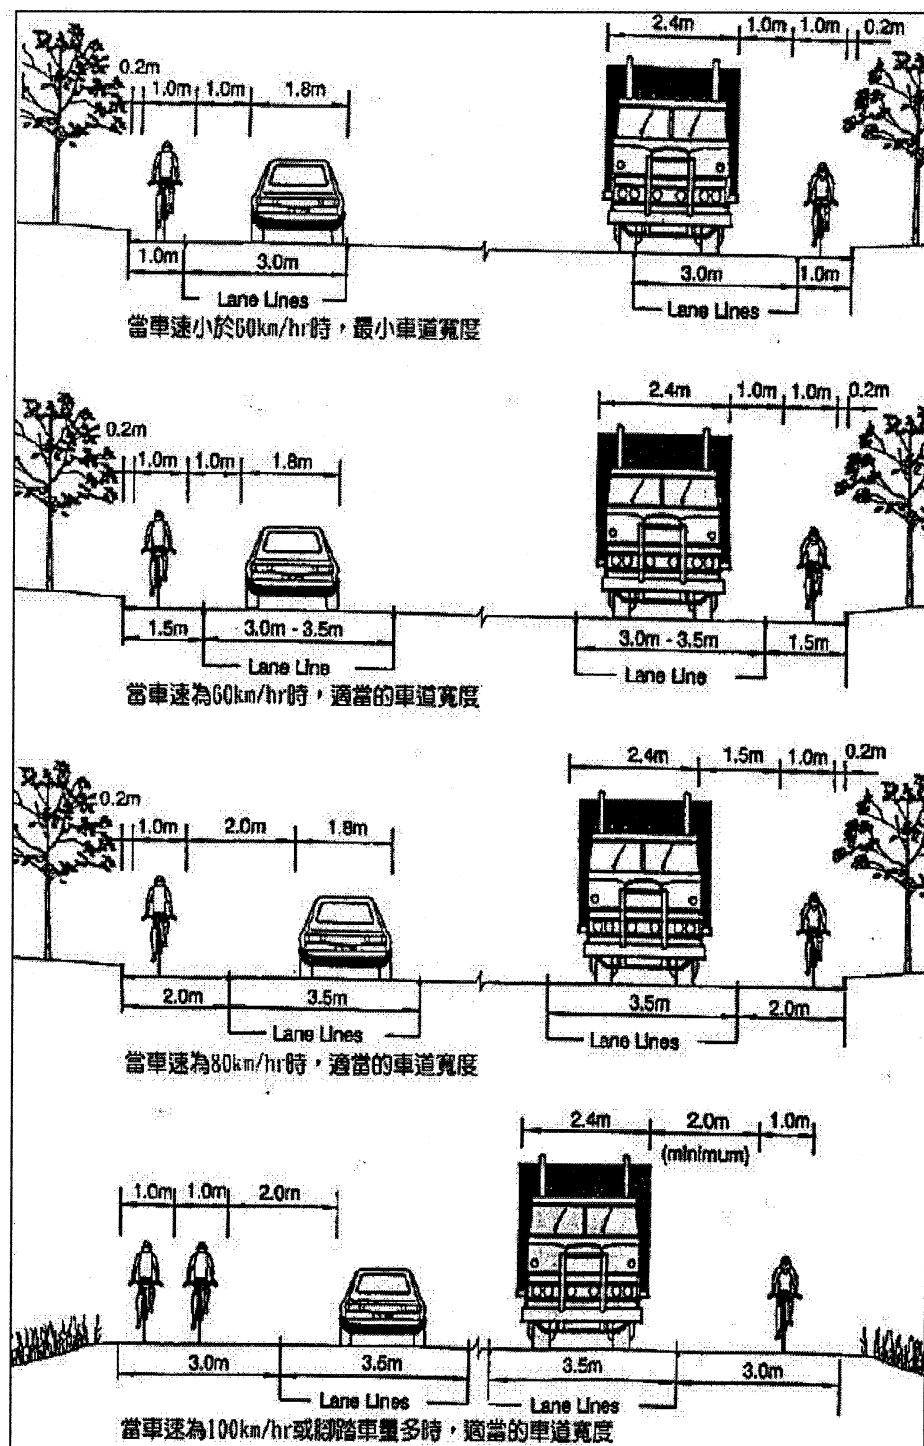 2.4m 1.0m 1.0m 0.2m
0.2m 1.0m 1.0m 1.8m
1.0m 3.0m 3.0m 1.0m
Lane Lines Lane Lines
當車速小於60km/hr時，最小車道寬度
2.4m 1.0m 1.0m 0.2m
0.2m 1.0m 1.0m 1.8m
1.5m 3.0m - 3.5m 3.0m - 3.5m 1.5m
Lane Line Lane Line
當車速為60km/hr時，適當的車道寬度
2.4m 1.5m 1.0m 0.2m
0.2m 1.0m 2.0m 1.8m
2.0m 3.5m 3.5m 2.0m
Lane Lines Lane Lines
當車速為80km/hr時，適當的車道寬度
2.4m 2.0m 1.0m
(minimum)
1.0m 1.0m 2.0m
3.0m 3.5m 3.5m 3.0m
Lane Lines Lane Lines
當車速為100km/hr或腳踏車量多時，適當的車道寬度